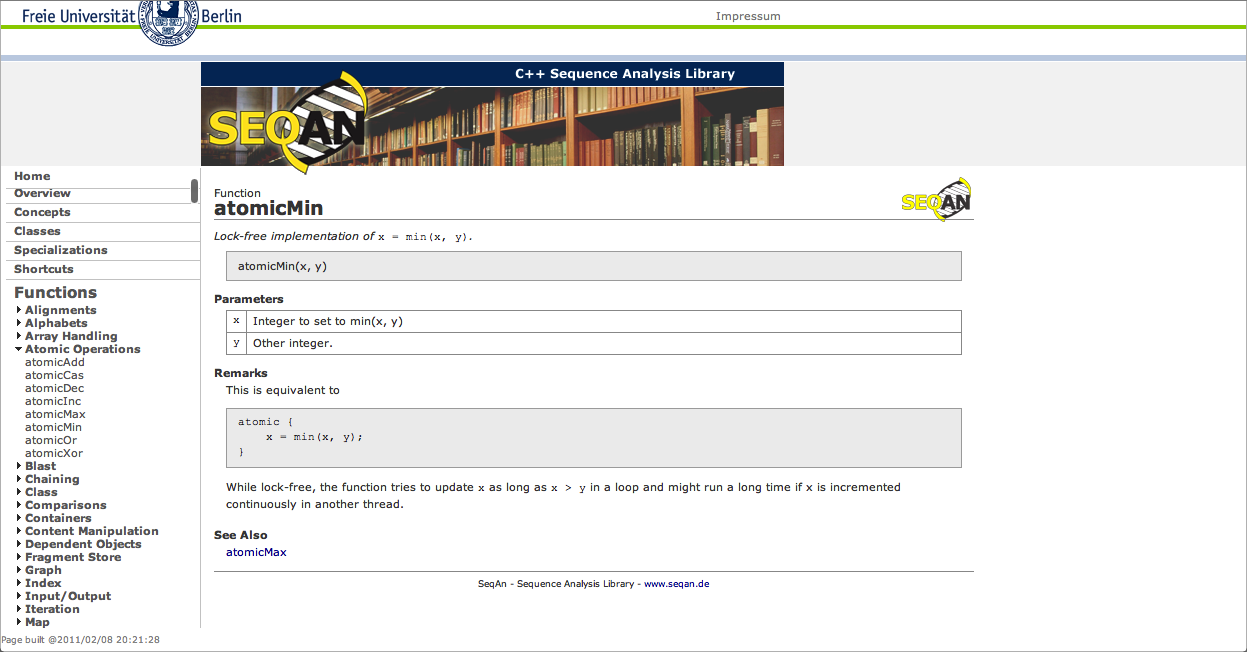 Freie Universität Berlin
Impressum
C++ Sequence Analysis Library
SEQAN
Home
Overview
Concepts
Classes
Specializations
Shortcuts
Functions
Alignments
Alphabets
Array Handling
Atomic Operations
atomicAdd
atomicCas
atomicDec
atomicInc
atomicMax
atomicMin
atomicOr
atomicXor
Blast
Chaining
Class
Comparisons
Containers
Content Manipulation
Dependent Objects
Fragment Store
Graph
Index
Input/Output
Iteration
Map
Function
atomicMin
SEQAN
Lock-free implementation of x = min(x, y).
atomicMin(x, y)
Parameters
x Integer to set to min(x, y)
y Other integer.
Remarks
This is equivalent to
atomic {
x = min(x, y);
}
While lock-free, the function tries to update x as long as x > y in a loop and might run a long time if x is incremented
continuously in another thread.
See Also
atomicMax
SeqAn - Sequence Analysis Library - www.seqan.de
Page built @2011/02/08 20:21:28